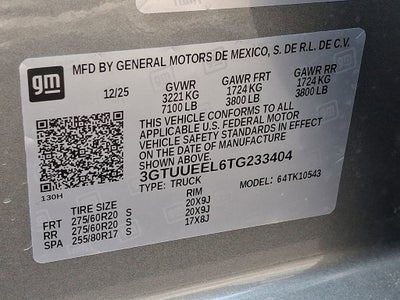 gm
MFD BY GENERAL MOTORS DE MEXICO, S. DE R.L. DE C.V.
12/25 GVWR GAWR FRT GAWR RR
3221 KG 1724 KG 1724 KG
7100 LB 3800 LB 3800 LB
THIS VEHICLE CONFORMS TO ALL
APPLICABLE U.S. FEDERAL MOTOR
VEHICLE SAFETY STANDARDS IN EFFECT
ON THE DATE OF MANUFACTURE
SHOWN ABOVE.
3GTUUEEL6TG233404
TYPE: TRUCK MODEL: 64TK10543
130H
TIRE SIZE RIM
FRT 275/60R20 S 20X9J
RR 275/60R20 S 20X9J
SPA 255/80R17 S 17X8J